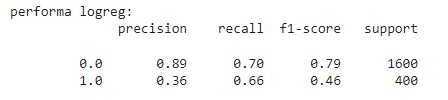 performa logreg:
precision recall f1-score support
0.0 0.89 0.70 0.79 1600
1.0 0.36 0.66 0.46 400